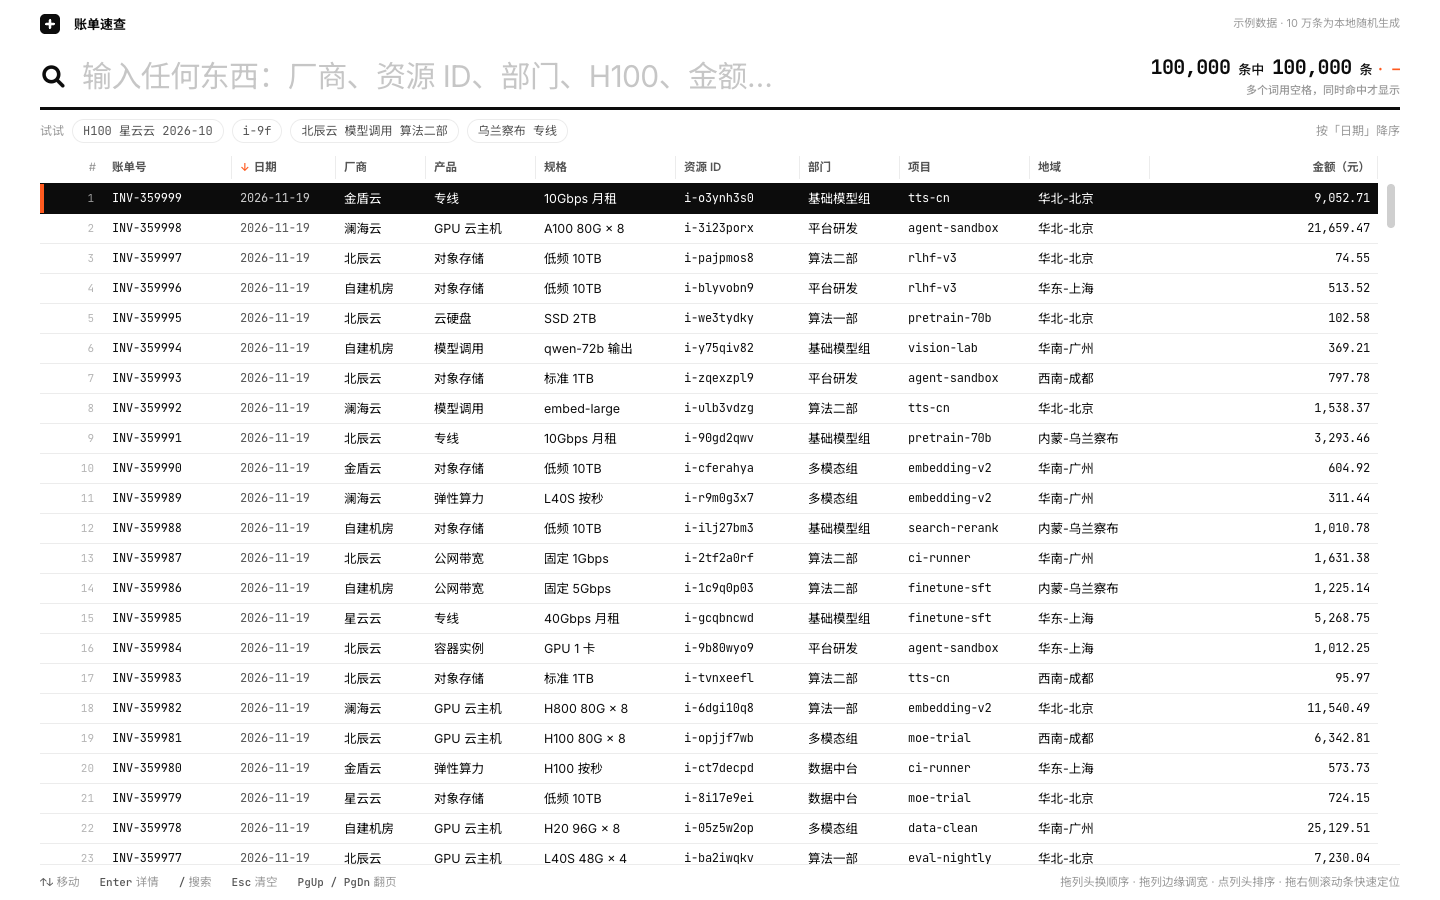 账单速查
示例数据 · 10 万条为本地随机生成
输入任何东西：厂商、资源 ID、部门、H100、金额...
100,000 条中 100,000 条 · –
多个词用空格，同时命中才显示
试试 H100 星云云 2026-10 i-9f 北辰云 模型调用 算法二部 乌兰察布 专线 按「日期」降序
# 账单号 ↓ 日期 厂商 产品 规格 资源 ID 部门 项目 地域 金额（元）
1 INV-359999 2026-11-19 金盾云 专线 10Gbps 月租 i-o3ynh3s0 基础模型组 tts-cn 华北-北京 9,052.71
2 INV-359998 2026-11-19 澜海云 GPU 云主机 A100 80G × 8 i-3i23porx 平台研发 agent-sandbox 华北-北京 21,659.47
3 INV-359997 2026-11-19 北辰云 对象存储 低频 10TB i-pajpmos8 算法二部 rlhf-v3 华北-北京 74.55
4 INV-359996 2026-11-19 自建机房 对象存储 低频 10TB i-blyvobn9 平台研发 rlhf-v3 华东-上海 513.52
5 INV-359995 2026-11-19 北辰云 云硬盘 SSD 2TB i-we3tydky 算法一部 pretrain-70b 华北-北京 102.58
6 INV-359994 2026-11-19 自建机房 模型调用 qwen-72b 输出 i-y75qiv82 基础模型组 vision-lab 华南-广州 369.21
7 INV-359993 2026-11-19 北辰云 对象存储 标准 1TB i-zqexzpl9 平台研发 agent-sandbox 西南-成都 797.78
8 INV-359992 2026-11-19 澜海云 模型调用 embed-large i-ulb3vdzg 算法二部 tts-cn 华北-北京 1,538.37
9 INV-359991 2026-11-19 北辰云 专线 10Gbps 月租 i-90gd2qwv 基础模型组 pretrain-70b 内蒙-乌兰察布 3,293.46
10 INV-359990 2026-11-19 金盾云 对象存储 低频 10TB i-cferahya 多模态组 embedding-v2 华南-广州 604.92
11 INV-359989 2026-11-19 澜海云 弹性算力 L40S 按秒 i-r9m0g3x7 多模态组 embedding-v2 华南-广州 311.44
12 INV-359988 2026-11-19 自建机房 对象存储 低频 10TB i-ilj27bm3 基础模型组 search-rerank 内蒙-乌兰察布 1,010.78
13 INV-359987 2026-11-19 北辰云 公网带宽 固定 1Gbps i-2tf2a0rf 算法二部 ci-runner 华南-广州 1,631.38
14 INV-359986 2026-11-19 自建机房 公网带宽 固定 5Gbps i-1c9q0p03 算法二部 finetune-sft 内蒙-乌兰察布 1,225.14
15 INV-359985 2026-11-19 星云云 专线 40Gbps 月租 i-gcqbncwd 基础模型组 finetune-sft 华东-上海 5,268.75
16 INV-359984 2026-11-19 北辰云 容器实例 GPU 1 卡 i-9b80wyo9 平台研发 agent-sandbox 华东-上海 1,012.25
17 INV-359983 2026-11-19 北辰云 对象存储 标准 1TB i-tvnxeefl 算法二部 tts-cn 西南-成都 95.97
18 INV-359982 2026-11-19 澜海云 GPU 云主机 H800 80G × 8 i-6dgi10q8 算法一部 embedding-v2 华北-北京 11,540.49
19 INV-359981 2026-11-19 北辰云 GPU 云主机 H100 80G × 8 i-opjjf7wb 多模态组 moe-trial 西南-成都 6,342.81
20 INV-359980 2026-11-19 金盾云 弹性算力 H100 按秒 i-ct7decpd 数据中台 ci-runner 华东-上海 573.73
21 INV-359979 2026-11-19 星云云 对象存储 低频 10TB i-8i17e9ei 数据中台 moe-trial 华北-北京 724.15
22 INV-359978 2026-11-19 自建机房 GPU 云主机 H20 96G × 8 i-05z5w2op 多模态组 data-clean 华南-广州 25,129.51
23 INV-359977 2026-11-19 北辰云 GPU 云主机 L40S 48G × 4 i-ba2iwqkv 算法一部 eval-nightly 华北-北京 7,230.04
↑↓ 移动 Enter 详情 / 搜索 Esc 清空 PgUp / PgDn 翻页 拖列头换顺序 · 拖列边缘调宽 · 点列头排序 · 拖右侧滚动条快速定位